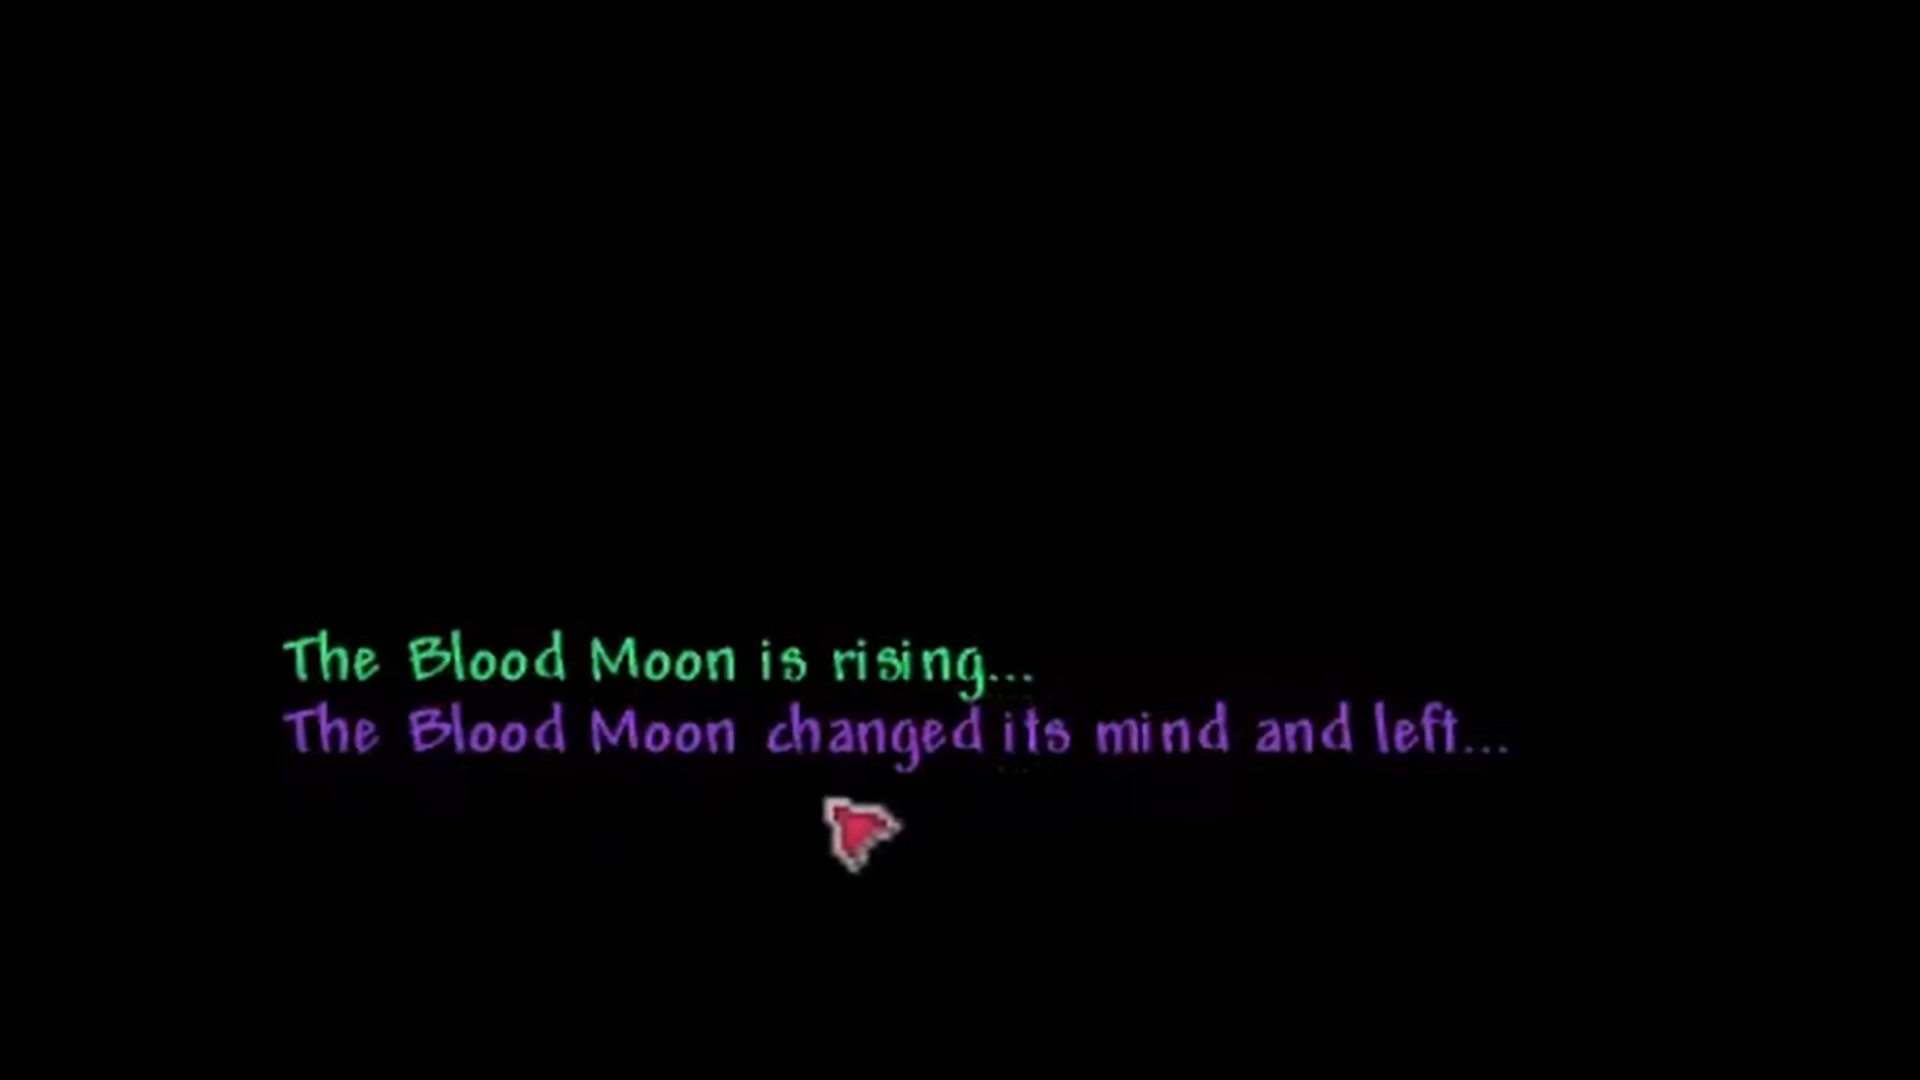 The Blood Moon is rising...
The Blood Moon changed its mind and left...